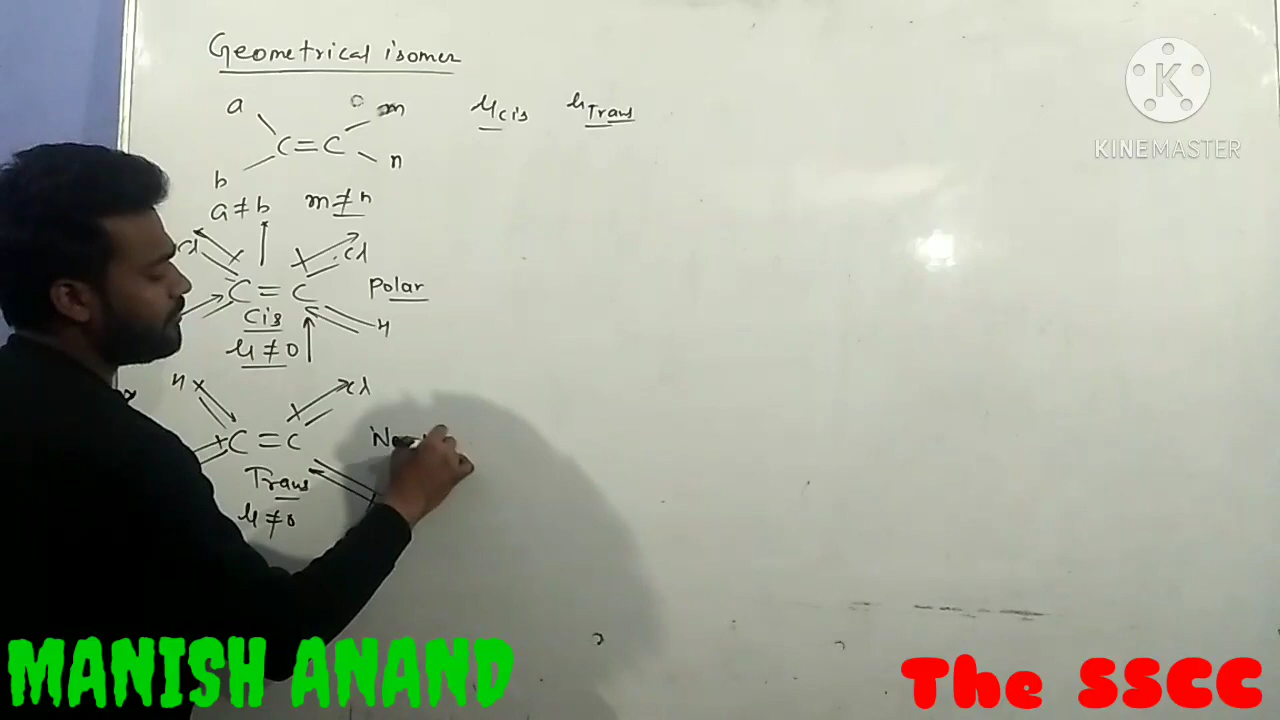 Geometrical isomer
a m μcis μTrans
C=C
b n
a≠b m≠n
Cl Cl
C=C Polar
H
Cis
μ≠0
H Cl
C=C
Trans
μ≠0
K
KINEMASTER
MANISH ANAND
The SSCC